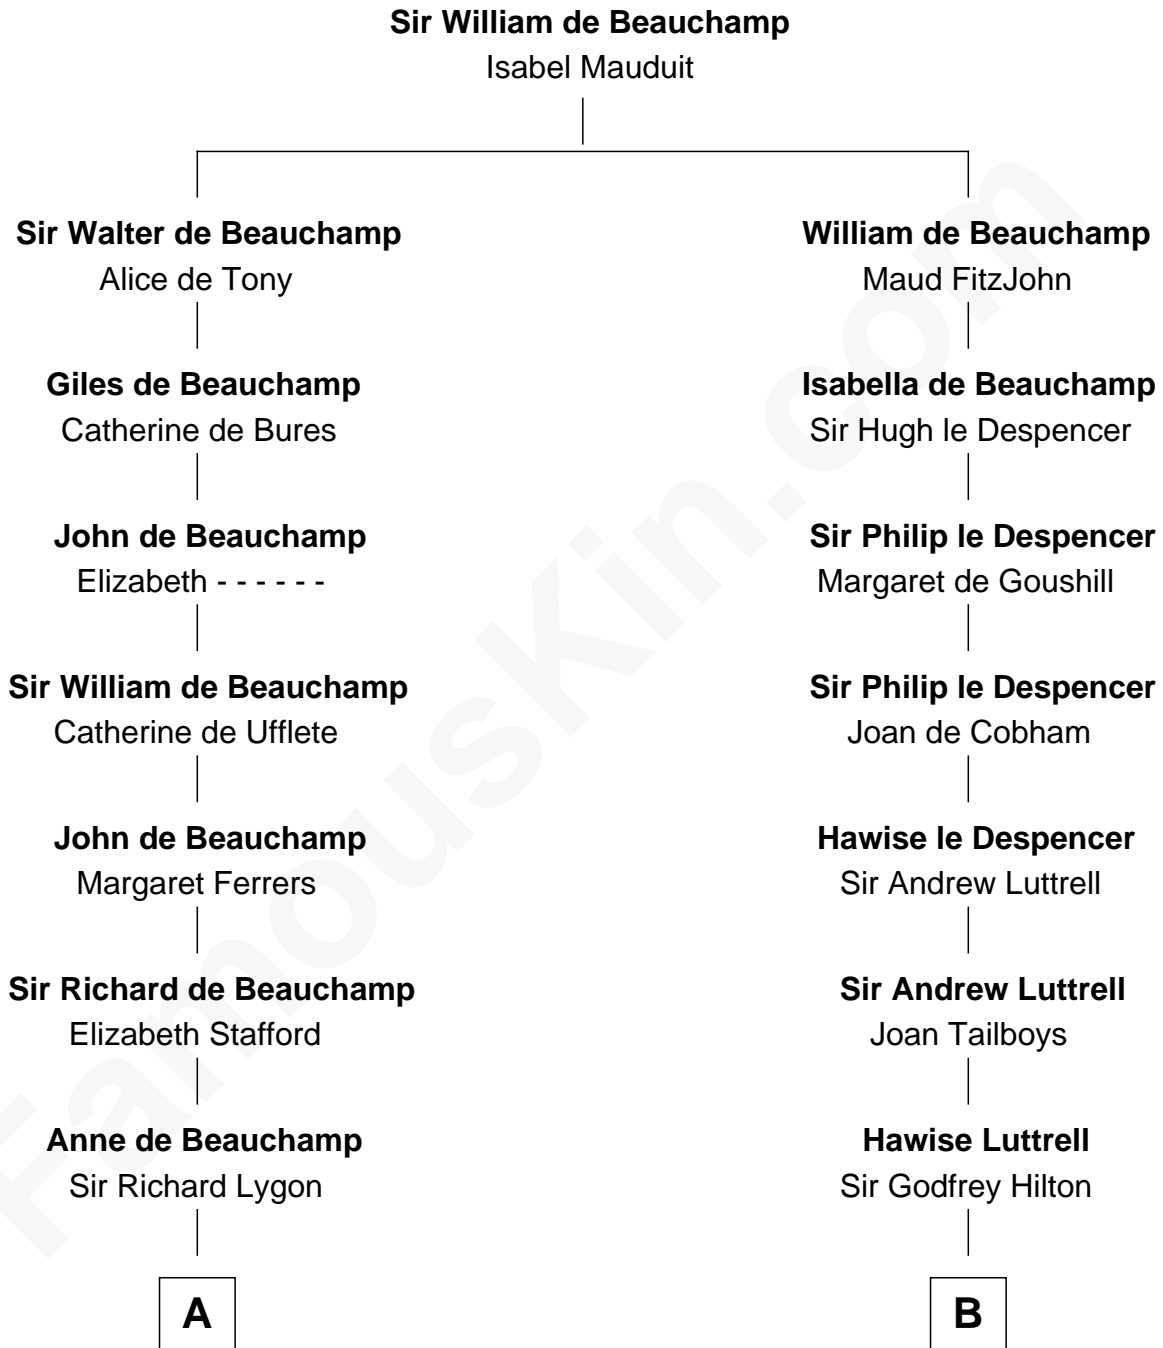 Sir William de Beauchamp
Isabel Mauduit
Sir Walter de Beauchamp
Alice de Tony
William de Beauchamp
Maud FitzJohn
Giles de Beauchamp
Catherine de Bures
Isabella de Beauchamp
Sir Hugh le Despencer
John de Beauchamp
Elizabeth - - - - - -
Sir Philip le Despencer
Margaret de Goushill
Sir William de Beauchamp
Catherine de Ufflete
Sir Philip le Despencer
Joan de Cobham
John de Beauchamp
Margaret Ferrers
Hawise le Despencer
Sir Andrew Luttrell
Sir Richard de Beauchamp
Elizabeth Stafford
Sir Andrew Luttrell
Joan Tailboys
Anne de Beauchamp
Sir Richard Lygon
Hawise Luttrell
Sir Godfrey Hilton
A
B
FamousKin.com